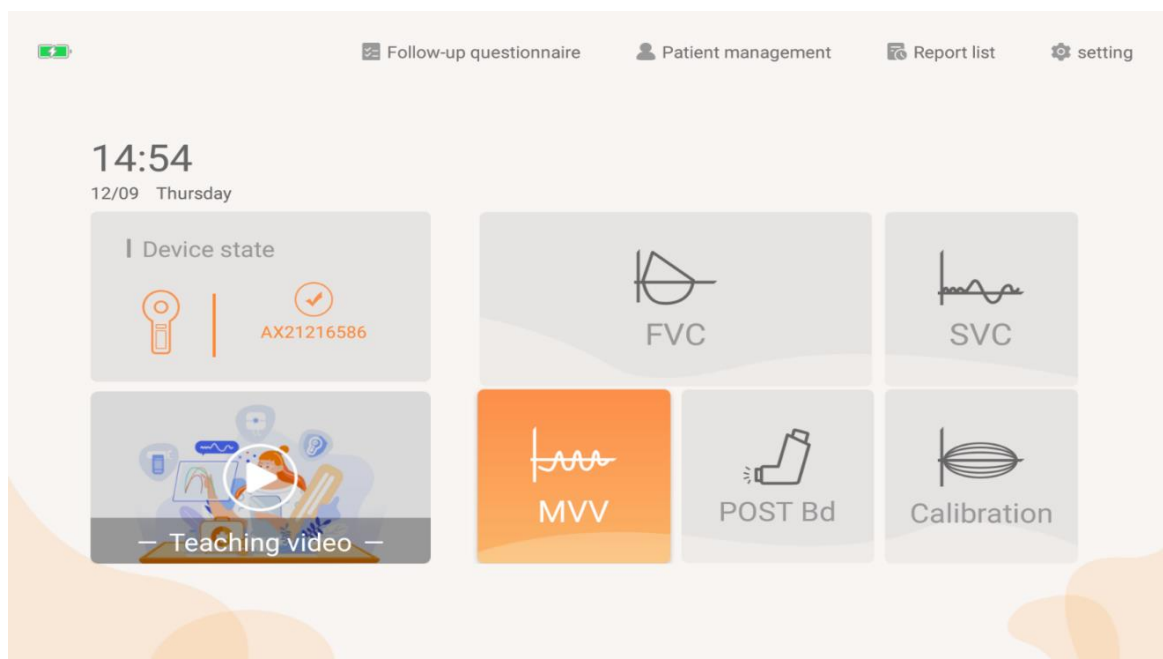 Follow-up questionnaire
Patient management
Report list
setting
14:54
12/09 Thursday
Device state
AX21216586
— Teaching video —
FVC
SVC
MVV
POST Bd
Calibration